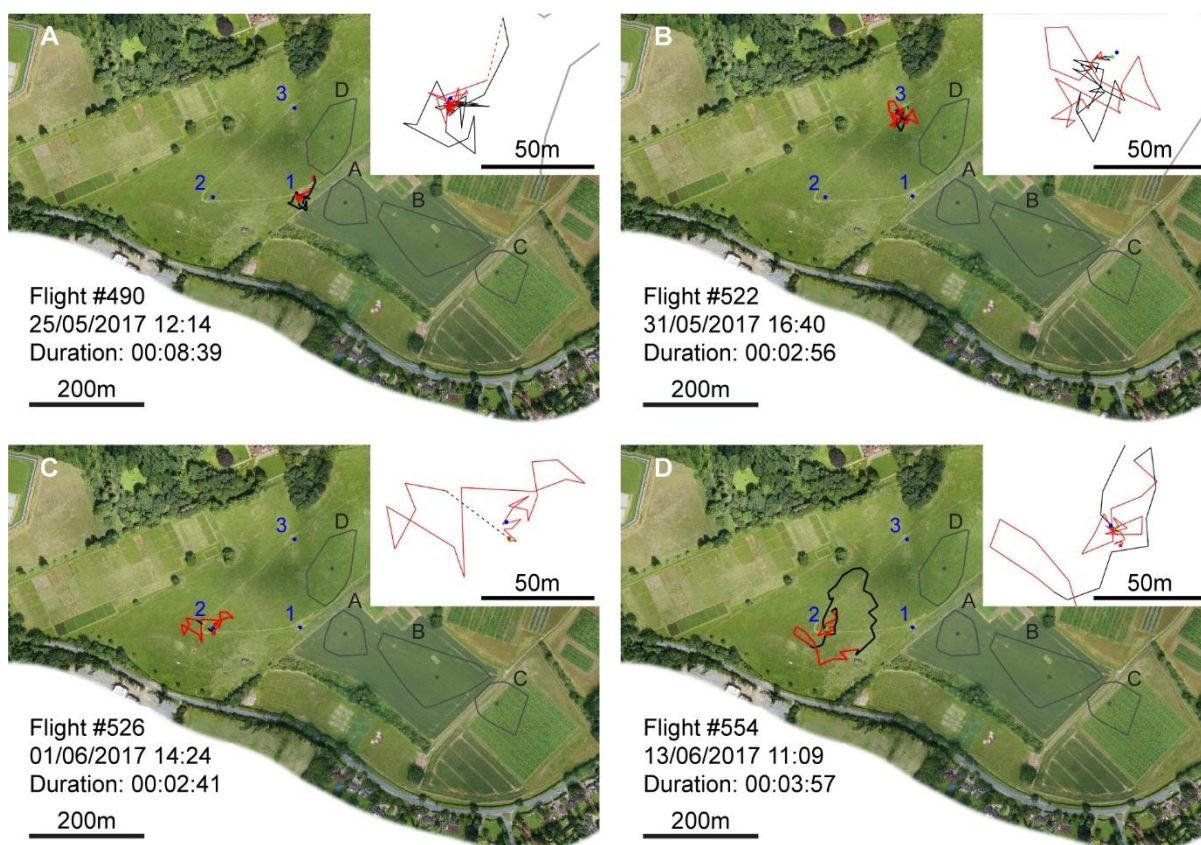 A
3
D
50m
2
1
A
B
C
Flight #490
25/05/2017 12:14
Duration: 00:08:39
200m
B
3
D
50m
2
1
A
B
C
Flight #522
31/05/2017 16:40
Duration: 00:02:56
200m
C
50m
3
D
2
1
A
B
C
Flight #526
01/06/2017 14:24
Duration: 00:02:41
200m
D
50m
3
D
2
1
A
B
C
Flight #554
13/06/2017 11:09
Duration: 00:03:57
200m